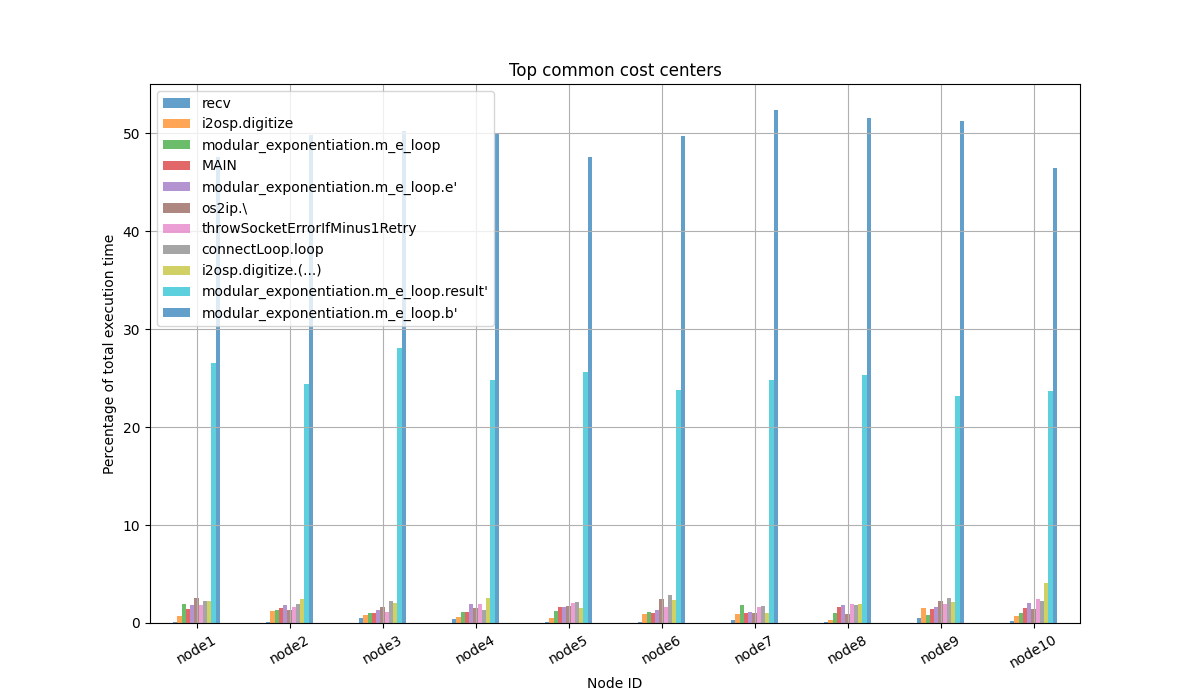 Top common cost centers
recv
i2osp.digitize
modular_exponentiation.m_e_loop
MAIN
modular_exponentiation.m_e_loop.e'
os2ip.\
throwSocketErrorIfMinus1Retry
connectLoop.loop
i2osp.digitize.(...)
modular_exponentiation.m_e_loop.result'
modular_exponentiation.m_e_loop.b'
Percentage of total execution time
50
40
30
20
10
0
node1 node2 node3 node4 node5 node6 node7 node8 node9 node10
Node ID